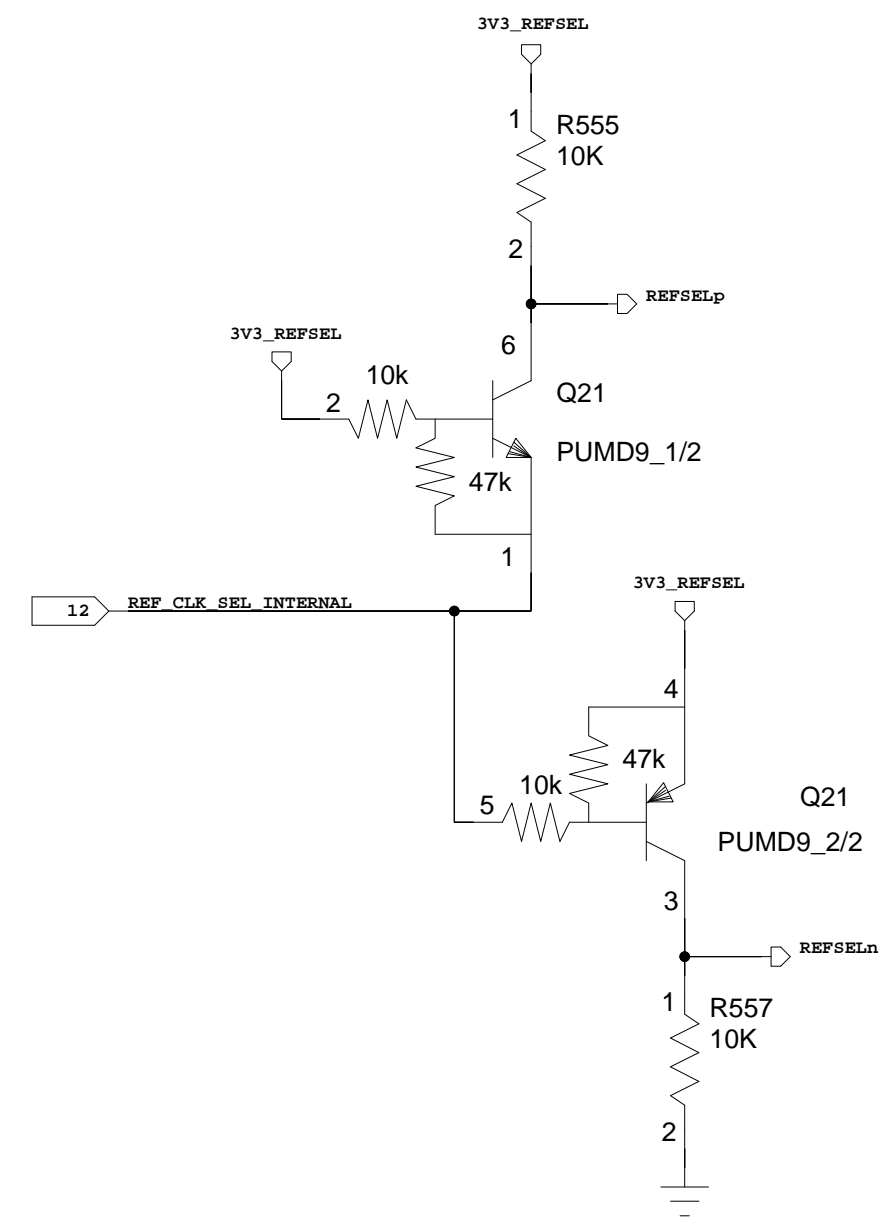 3V3_REFSEL
1
R555
10K
2
REFSELp
3V3_REFSEL
6
10k
2
Q21
PUMD9_1/2
47k
1
3V3_REFSEL
12
REF_CLK_SEL_INTERNAL
4
47k
10k
5
Q21
PUMD9_2/2
3
REFSELn
1
R557
10K
2